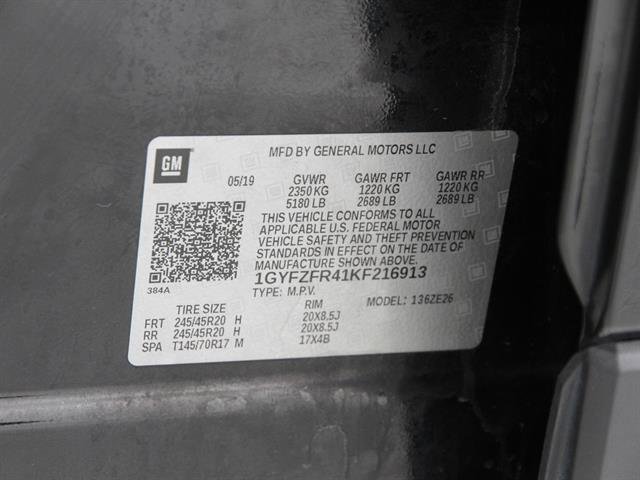 GM
MFD BY GENERAL MOTORS LLC
05/19 GVWR GAWR FRT GAWR RR
2350 KG 1220 KG 1220 KG
5180 LB 2689 LB 2689 LB
THIS VEHICLE CONFORMS TO ALL
APPLICABLE U.S. FEDERAL MOTOR
VEHICLE SAFETY AND THEFT PREVENTION
STANDARDS IN EFFECT ON THE DATE OF
MANUFACTURE SHOWN ABOVE.
384A
1GYFZFR41KF216913
TYPE: M.P.V. MODEL: 136ZE26
TIRE SIZE RIM
FRT 245/45R20 H 20X8.5J
RR 245/45R20 H 20X8.5J
SPA T145/70R17 M 17X4B